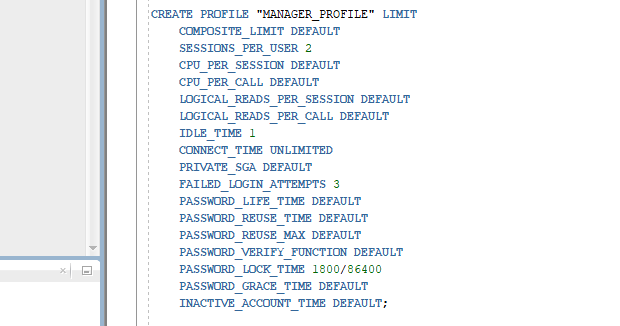 CREATE PROFILE "MANAGER_PROFILE" LIMIT
COMPOSITE_LIMIT DEFAULT
SESSIONS_PER_USER 2
CPU_PER_SESSION DEFAULT
CPU_PER_CALL DEFAULT
LOGICAL_READS_PER_SESSION DEFAULT
LOGICAL_READS_PER_CALL DEFAULT
IDLE_TIME 1
CONNECT_TIME UNLIMITED
PRIVATE_SGA DEFAULT
FAILED_LOGIN_ATTEMPTS 3
PASSWORD_LIFE_TIME DEFAULT
PASSWORD_REUSE_TIME DEFAULT
PASSWORD_REUSE_MAX DEFAULT
PASSWORD_VERIFY_FUNCTION DEFAULT
PASSWORD_LOCK_TIME 1800/86400
PASSWORD_GRACE_TIME DEFAULT
INACTIVE_ACCOUNT_TIME DEFAULT;